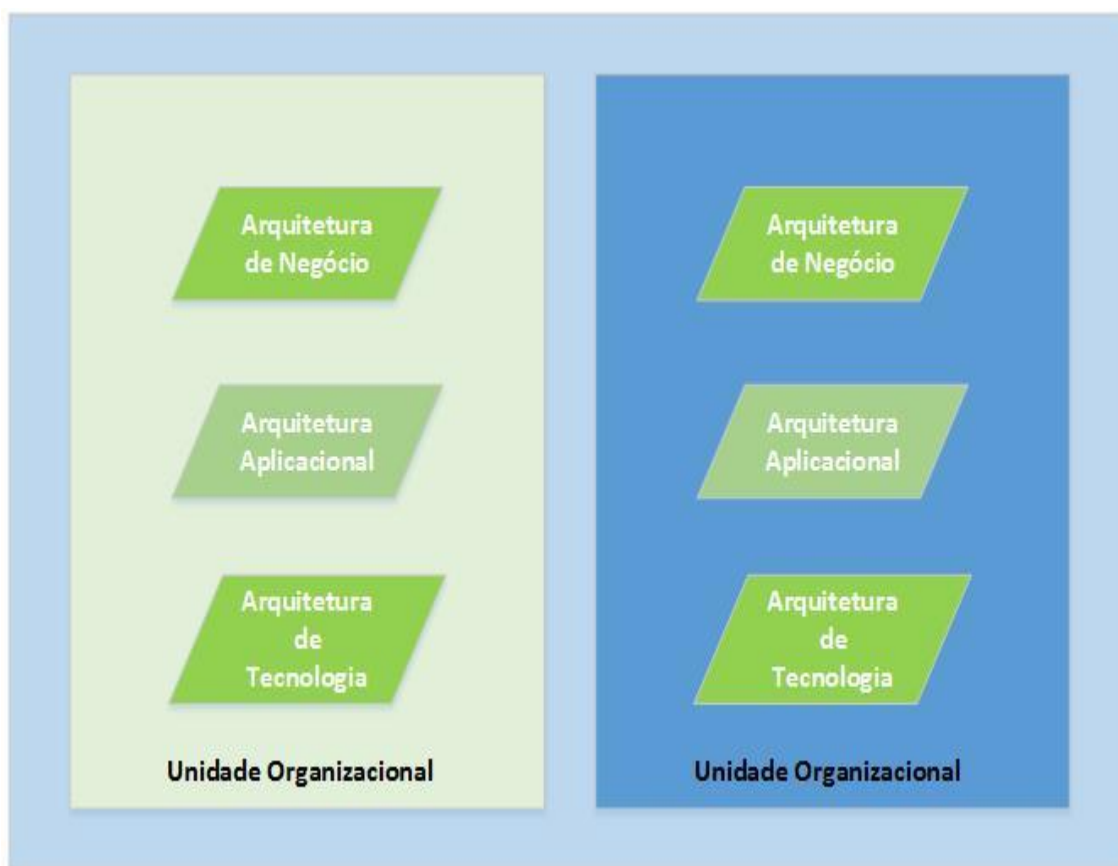 Arquitetura
de Negócio
Arquitetura
Aplicacional
Arquitetura
de
Tecnologia
Unidade Organizacional
Arquitetura
de Negócio
Arquitetura
Aplicacional
Arquitetura
de
Tecnologia
Unidade Organizacional